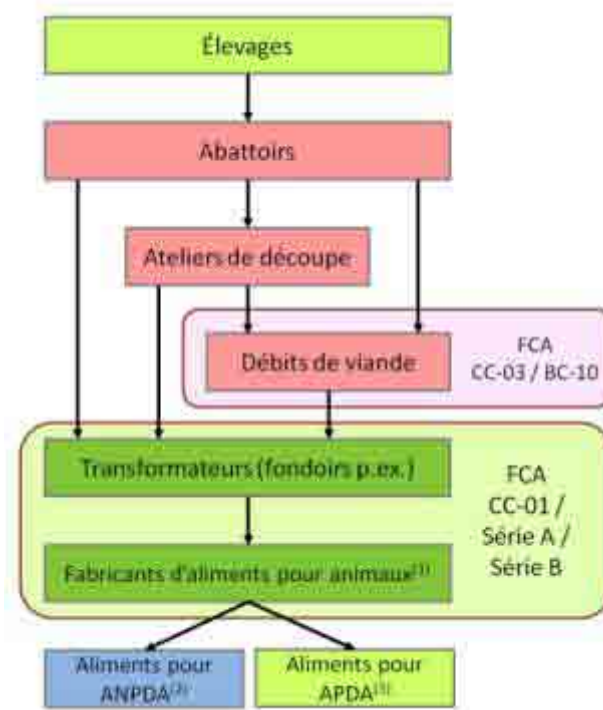 Élevages
Abattoirs
Ateliers de découpe
Débits de viande
FCA
CC-03 / BC-10
Transformateurs (fondoirs p.ex.)
Fabricants d'aliments pour animaux⁽¹⁾
FCA
CC-01 /
Série A /
Série B
Aliments pour
ANPDA⁽²⁾
Aliments pour
APDA⁽³⁾